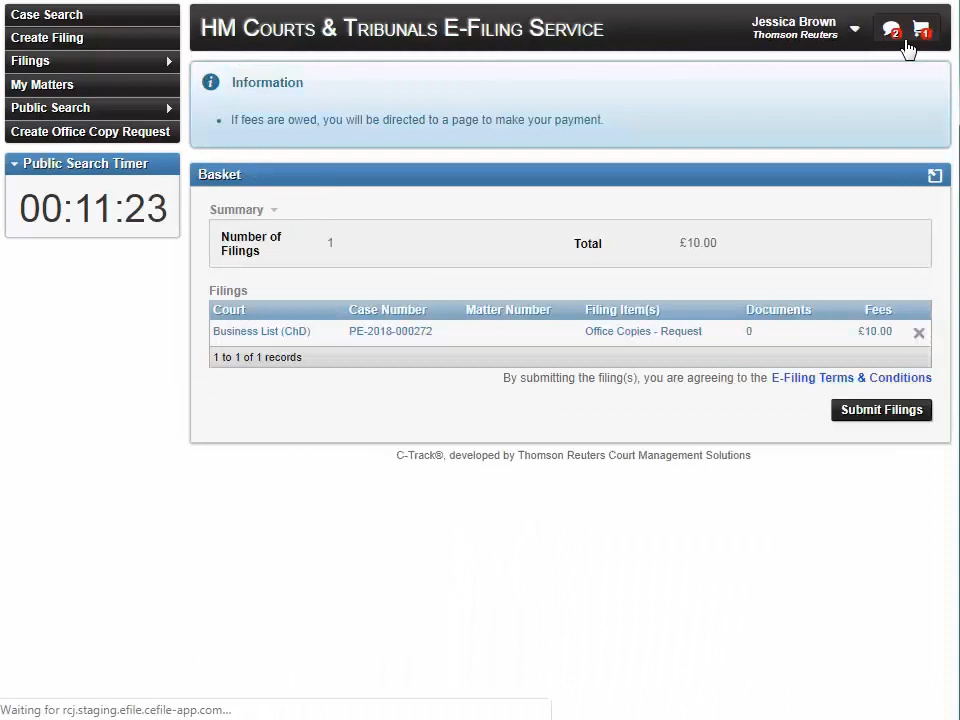 Case Search
Create Filing
Filings
My Matters
Public Search
Create Office Copy Request
Public Search Timer
00:11:23
HM Courts & Tribunals E-Filing Service
Jessica Brown
Thomson Reuters
2
1
Information
If fees are owed, you will be directed to a page to make your payment.
Basket
Summary
Number of Filings 1 Total £10.00
Filings
Court Case Number Matter Number Filing Item(s) Documents Fees
Business List (ChD) PE-2018-000272 Office Copies - Request 0 £10.00
1 to 1 of 1 records
By submitting the filing(s), you are agreeing to the E-Filing Terms & Conditions
Submit Filings
C-Track®, developed by Thomson Reuters Court Management Solutions
Waiting for rcj.staging.efile.cefile-app.com...